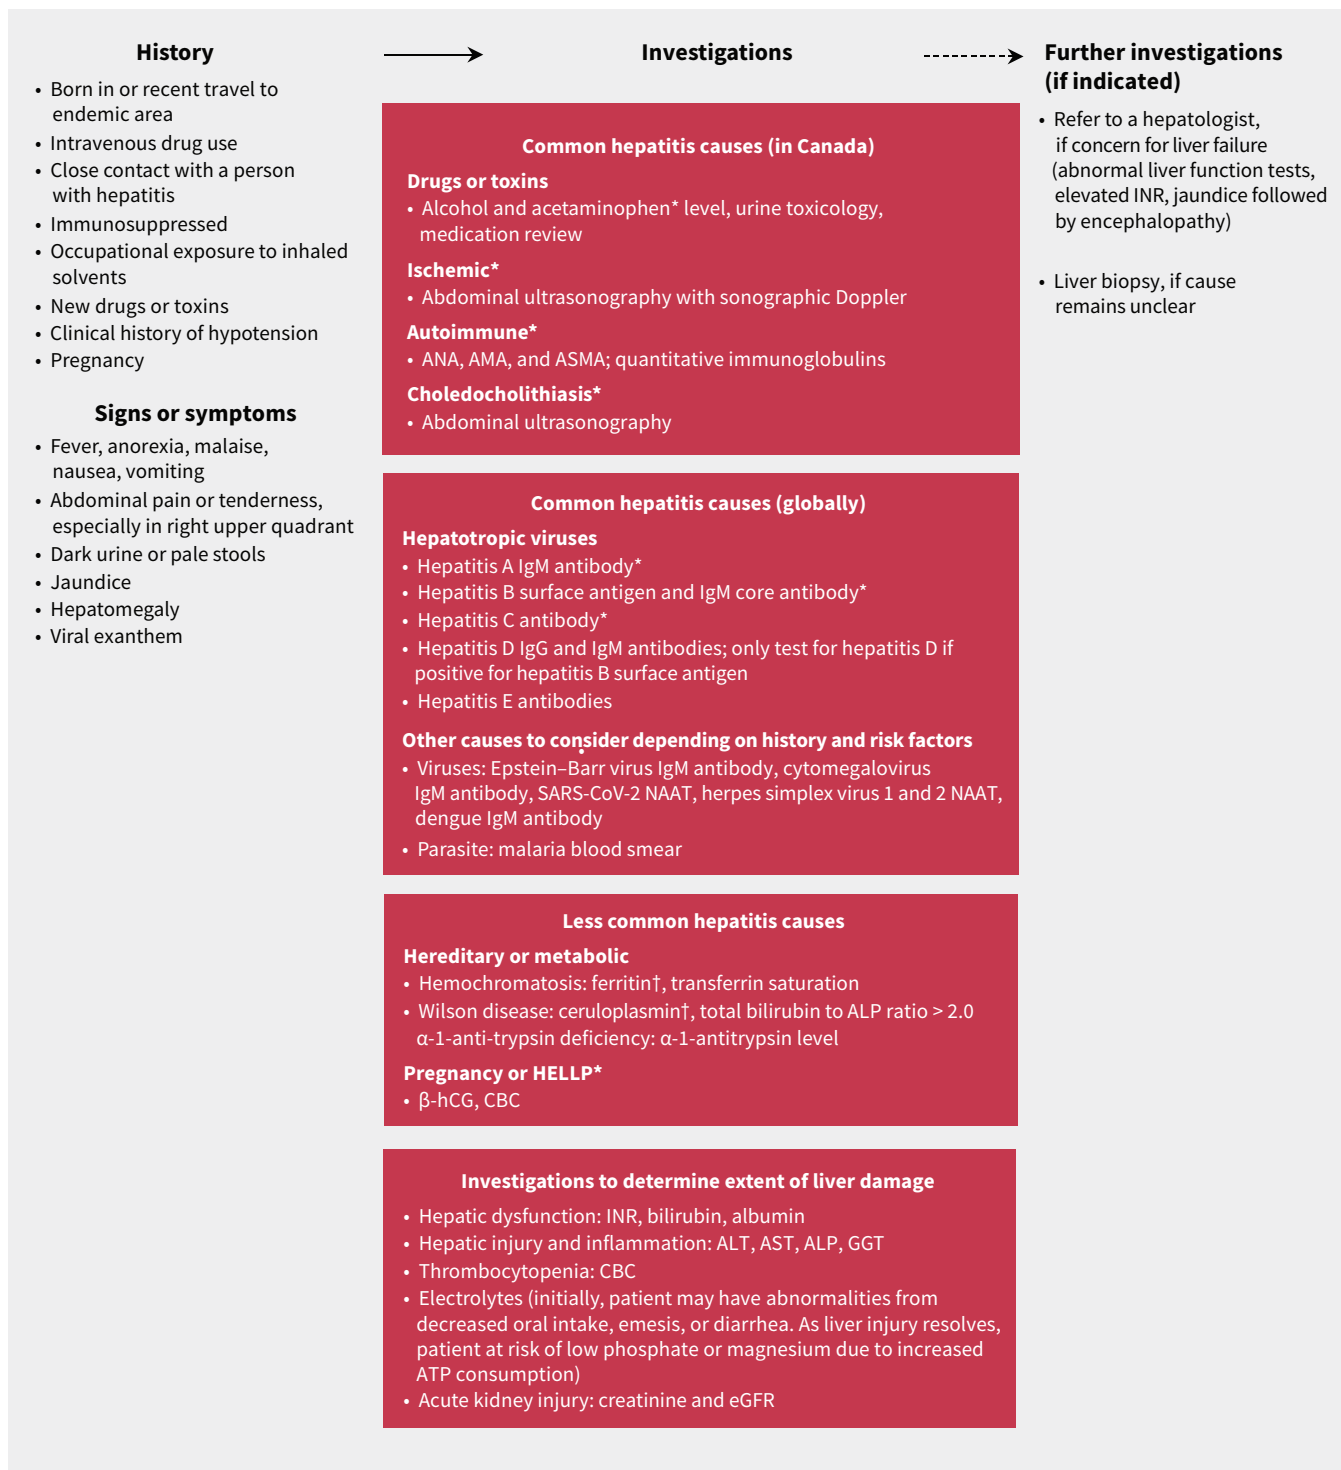 History
• Born in or recent travel to
endemic area
• Intravenous drug use
• Close contact with a person
with hepatitis
• Immunosuppressed
• Occupational exposure to inhaled
solvents
• New drugs or toxins
• Clinical history of hypotension
• Pregnancy
Signs or symptoms
• Fever, anorexia, malaise,
nausea, vomiting
• Abdominal pain or tenderness,
especially in right upper quadrant
• Dark urine or pale stools
• Jaundice
• Hepatomegaly
• Viral exanthem
Investigations
Common hepatitis causes (in Canada)
Drugs or toxins
• Alcohol and acetaminophen* level, urine toxicology,
medication review
Ischemic*
• Abdominal ultrasonography with sonographic Doppler
Autoimmune*
• ANA, AMA, and ASMA; quantitative immunoglobulins
Choledocholithiasis*
• Abdominal ultrasonography
Common hepatitis causes (globally)
Hepatotropic viruses
• Hepatitis A IgM antibody*
• Hepatitis B surface antigen and IgM core antibody*
• Hepatitis C antibody*
• Hepatitis D IgG and IgM antibodies; only test for hepatitis D if
positive for hepatitis B surface antigen
• Hepatitis E antibodies
Other causes to consider depending on history and risk factors
• Viruses: Epstein–Barr virus IgM antibody, cytomegalovirus
IgM antibody, SARS-CoV-2 NAAT, herpes simplex virus 1 and 2 NAAT,
dengue IgM antibody
• Parasite: malaria blood smear
Less common hepatitis causes
Hereditary or metabolic
• Hemochromatosis: ferritin†, transferrin saturation
• Wilson disease: ceruloplasmin†, total bilirubin to ALP ratio > 2.0
α-1-anti-trypsin deficiency: α-1-antitrypsin level
Pregnancy or HELLP*
• β-hCG, CBC
Investigations to determine extent of liver damage
• Hepatic dysfunction: INR, bilirubin, albumin
• Hepatic injury and inflammation: ALT, AST, ALP, GGT
• Thrombocytopenia: CBC
• Electrolytes (initially, patient may have abnormalities from
decreased oral intake, emesis, or diarrhea. As liver injury resolves,
patient at risk of low phosphate or magnesium due to increased
ATP consumption)
• Acute kidney injury: creatinine and eGFR
Further investigations
(if indicated)
• Refer to a hepatologist,
if concern for liver failure
(abnormal liver function tests,
elevated INR, jaundice followed
by encephalopathy)
• Liver biopsy, if cause
remains unclear